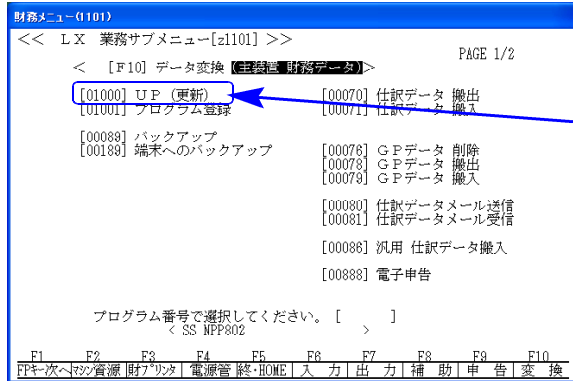 財務メニュー(1101)
<< ＬＸ 業務サブメニュー[z1101] >>
PAGE 1/2
< [F10] データ変換 (主装置 財務データ)>
[01000] ＵＰ（更新）
[01001] プログラム登録
[00089] バックアップ
[00189] 端末へのバックアップ
[00070] 仕訳データ 搬出
[00071] 仕訳データ 搬入
[00076] ＧＰデータ 削除
[00078] ＧＰデータ 搬出
[00079] ＧＰデータ 搬入
[00080] 仕訳データメール送信
[00081] 仕訳データメール受信
[00086] 汎用 仕訳データ搬入
[00888] 電子申告
プログラム番号で選択してください。 [ ]
< SS NPP802 >
F1 F2 F3 F4 F5 F6 F7 F8 F9 F10
FPキー次へ|マシン資源|財プリンタ|電源管|終・HOME|入 力|出 力|補 助|申 告|変 換